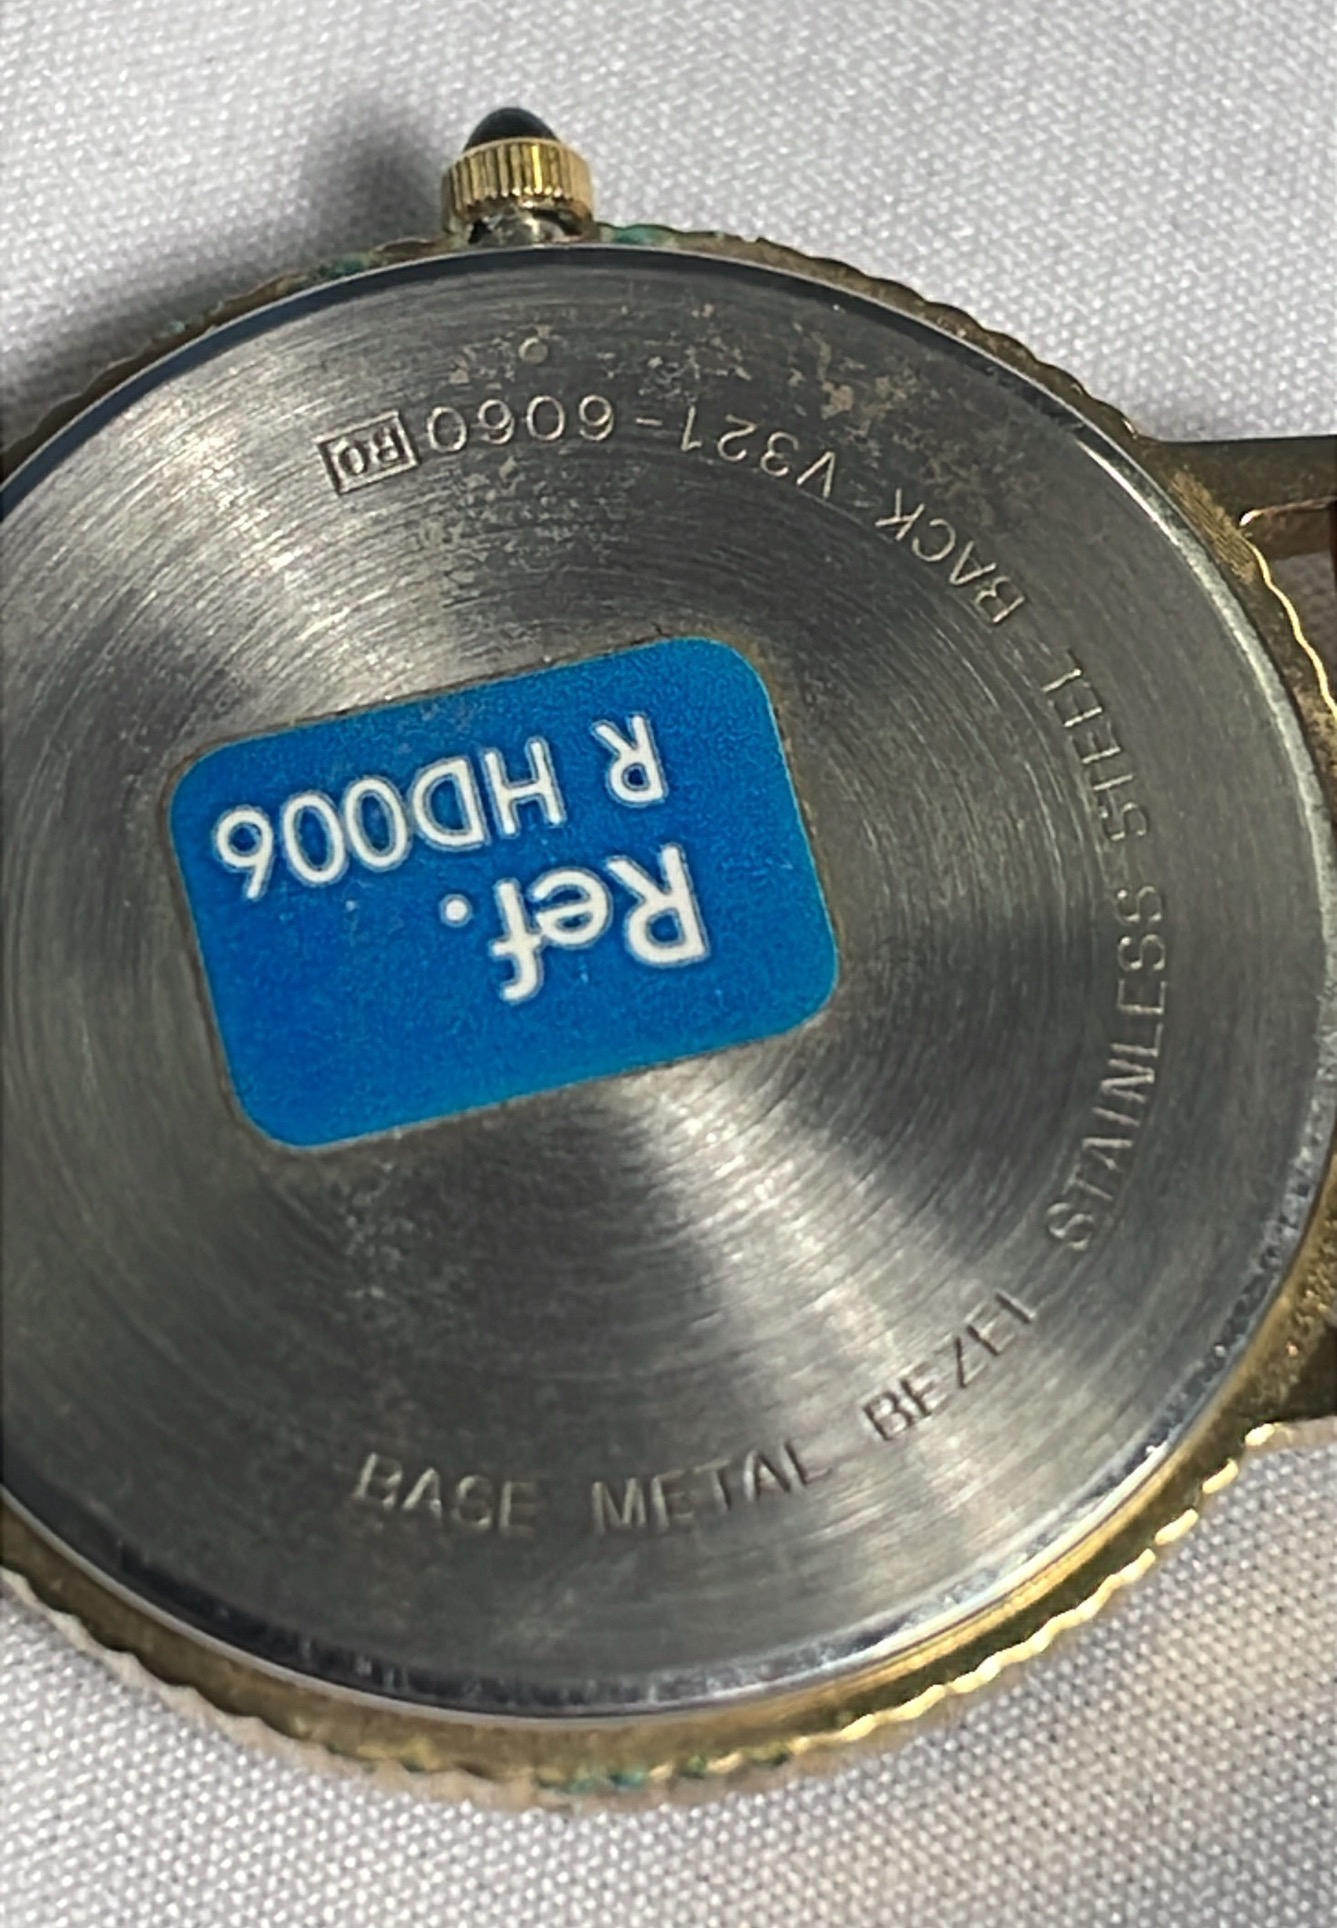 Ref.
R HD006
BASE METAL BEZEL STAINLESS STEEL BACK V321-6060 R0